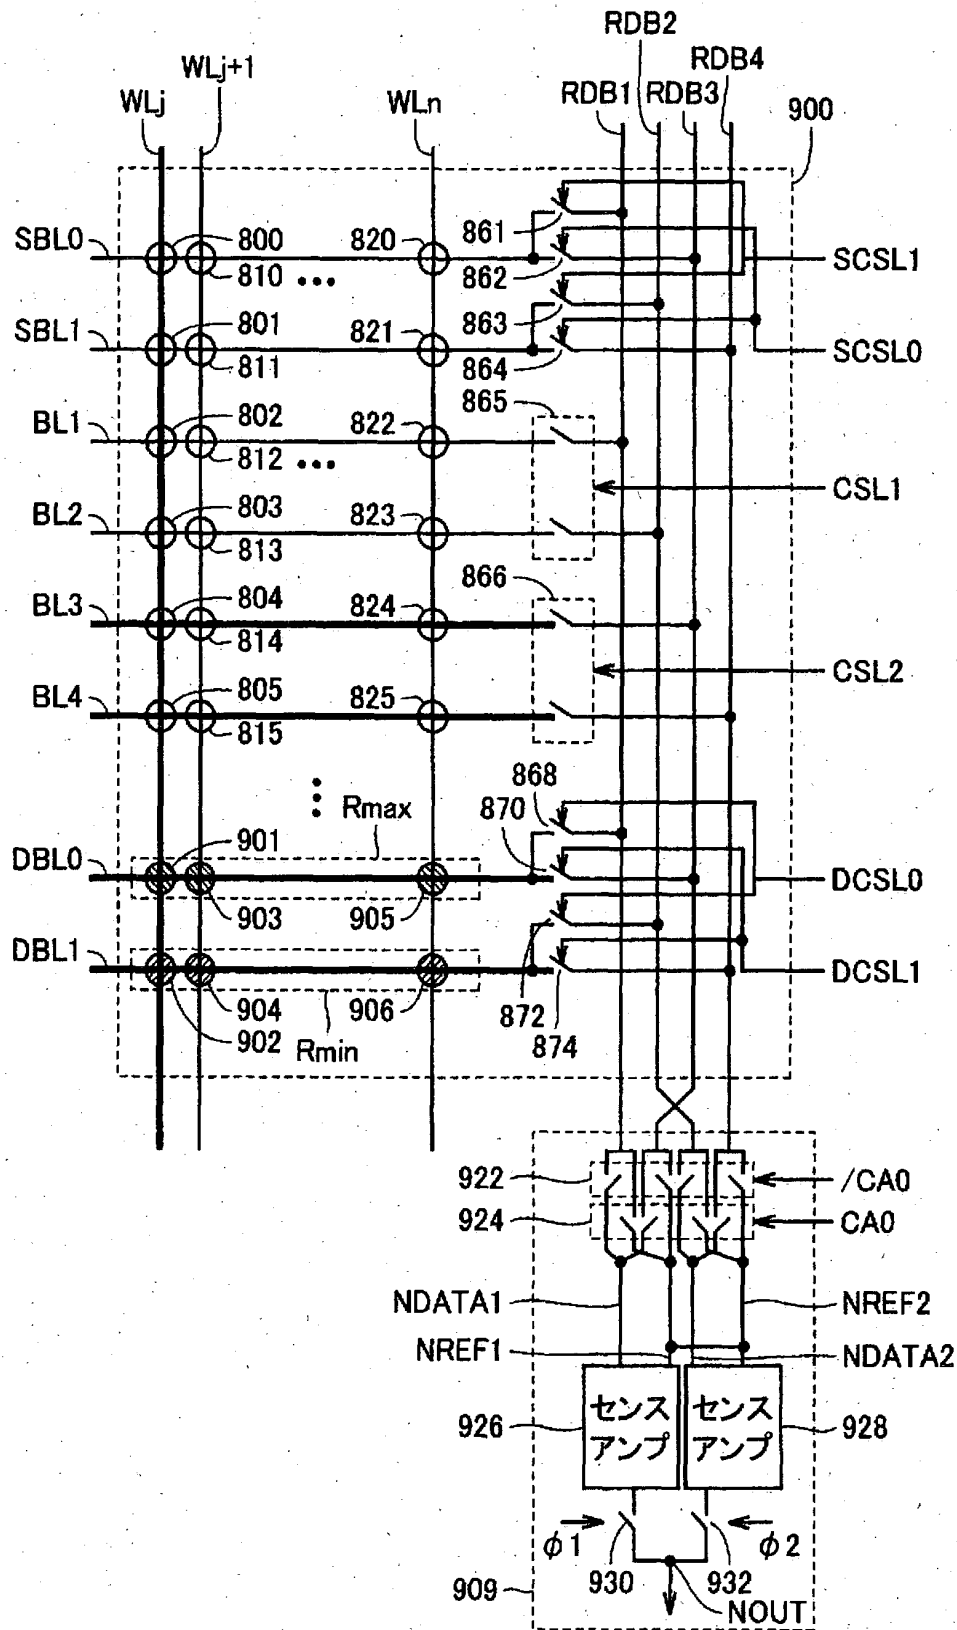 RDB2
WLj+1
RDB4
WLj
WLn
RDB1
RDB3
900
SBL0
800
820
861
810
•••
862
SCSL1
863
SBL1
801
821
811
864
SCSL0
BL1
802
822
865
812
•••
CSL1
BL2
803
823
813
866
BL3
804
824
814
CSL2
BL4
805
825
815
868
Rmax
870
DBL0
901
903
905
DCSL0
DBL1
904
906
872
DCSL1
902
Rmin
874
922
/CA0
924
CA0
NDATA1
NREF2
NREF1
NDATA2
926
センス
アンプ
センス
アンプ
928
φ1
φ2
930
932
909
NOUT